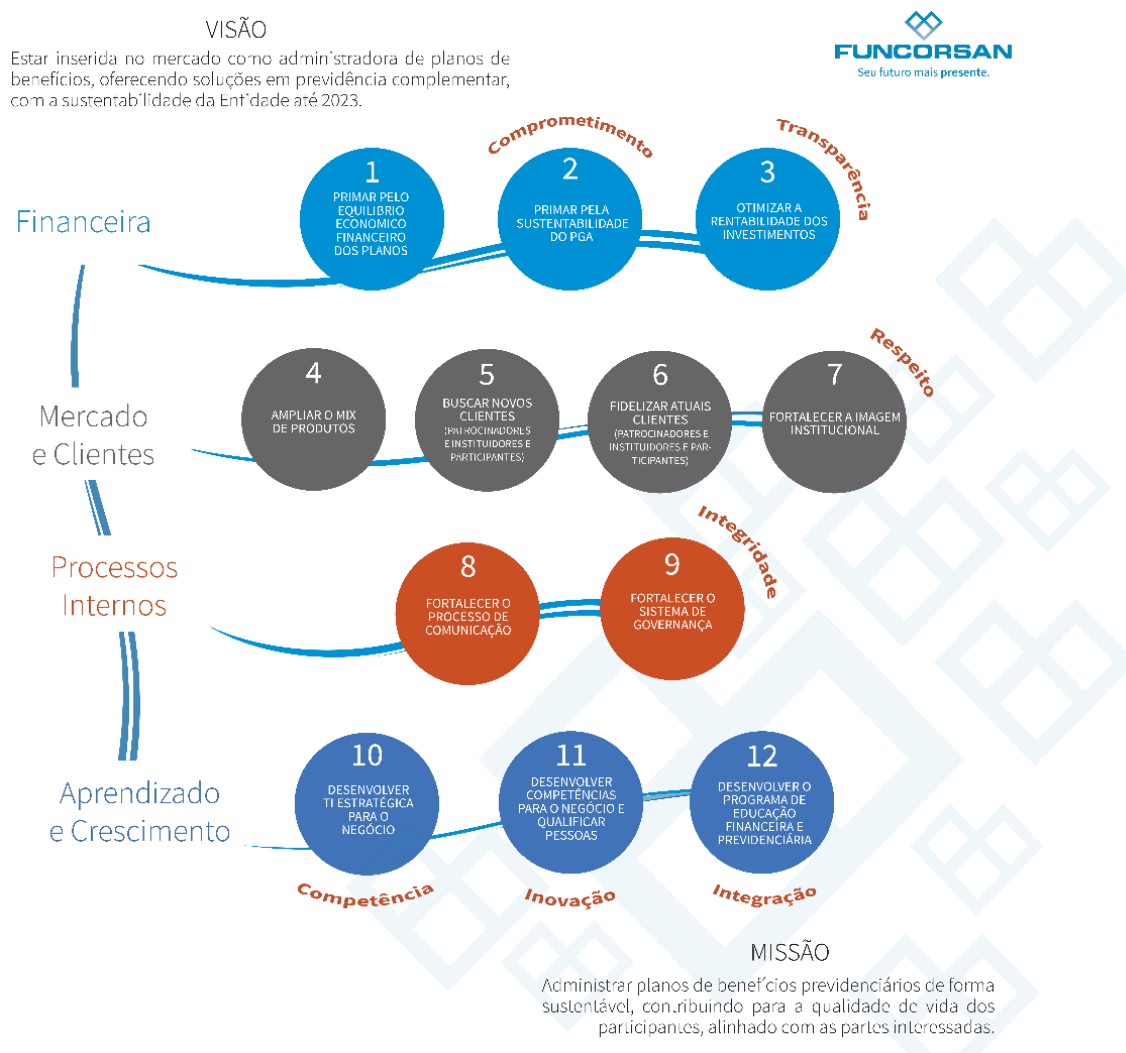 VISÃO
Estar inserida no mercado como administradora de planos de
benefícios, oferecendo soluções em previdência complementar,
com a sustentabilidade da Entidade até 2023.
FUNCORSAN
Seu futuro mais presente.
Financeira
Comprometimento
Transparência
1
PRIMAR PELO
EQUILIBRIO
ECONOMICO
FINANCEIRO
DOS PLANOS
2
PRIMAR PELA
SUSTENTABILIDADE
DO PGA
3
OTIMIZAR A
RENTABILIDADE DOS
INVESTIMENTOS
Mercado
e Clientes
Respeito
4
AMPLIAR O MIX
DE PRODUTOS
5
BUSCAR NOVOS
CLIENTES
(PATROCINADORES
E INSTITUIDORES E
PARTICIPANTES)
6
FIDELIZAR ATUAIS
CLIENTES
(PATROCINADORES E
INSTITUIDORES E PAR-
TICIPANTES)
7
FORTALECER A IMAGEM
INSTITUCIONAL
Processos
Internos
Integridade
8
FORTALECER O
PROCESSO DE
COMUNICAÇÃO
9
FORTALECER O
SISTEMA DE
GOVERNANÇA
Aprendizado
e Crescimento
10
DESENVOLVER
TI ESTRATÉGICA
PARA O
NEGÓCIO
11
DESENVOLVER
COMPETÊNCIAS
PARA O NEGÓCIO E
QUALIFICAR
PESSOAS
12
DESENVOLVER O
PROGRAMA DE
EDUCAÇÃO
FINANCEIRA E
PREVIDENCIÁRIA
Competência
Inovação
Integração
MISSÃO
Administrar planos de benefícios previdenciários de forma
sustentável, contribuindo para a qualidade de vida dos
participantes, alinhado com as partes interessadas.